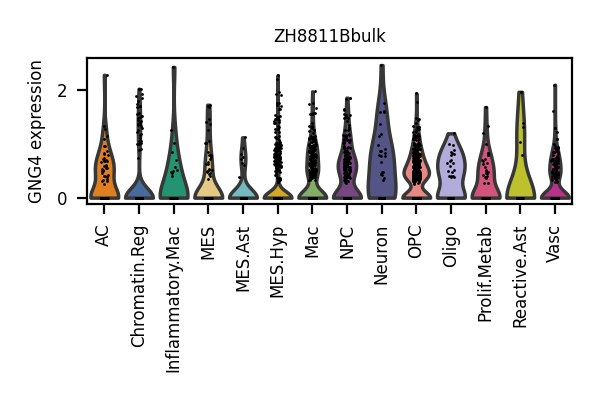 ZH8811Bbulk
GNG4 expression
2
0
AC
Chromatin.Reg
Inflammatory.Mac
MES
MES.Ast
MES.Hyp
Mac
NPC
Neuron
OPC
Oligo
Prolif.Metab
Reactive.Ast
Vasc